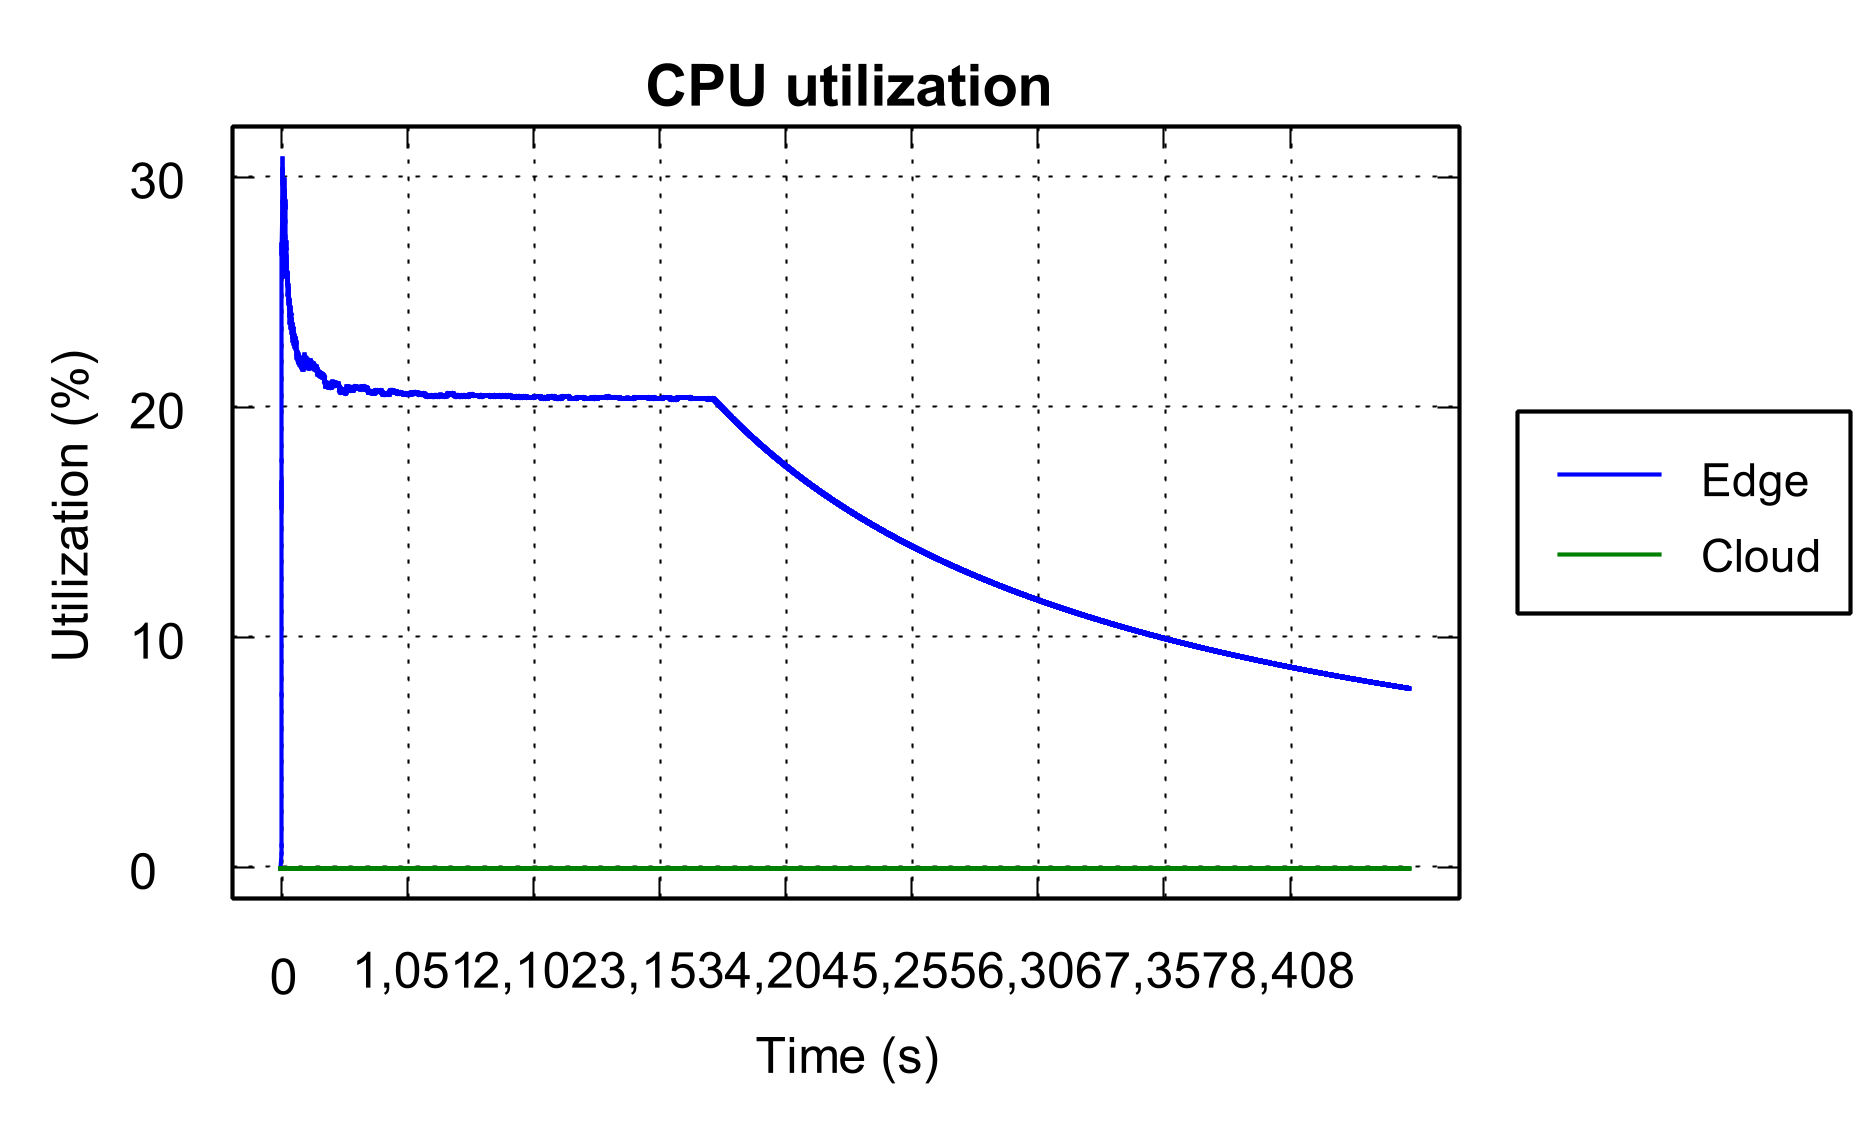 CPU utilization
30
20
10
0
Utilization (%)
Edge
Cloud
0 1,0512,1023,1534,2045,2556,3067,3578,408
Time (s)